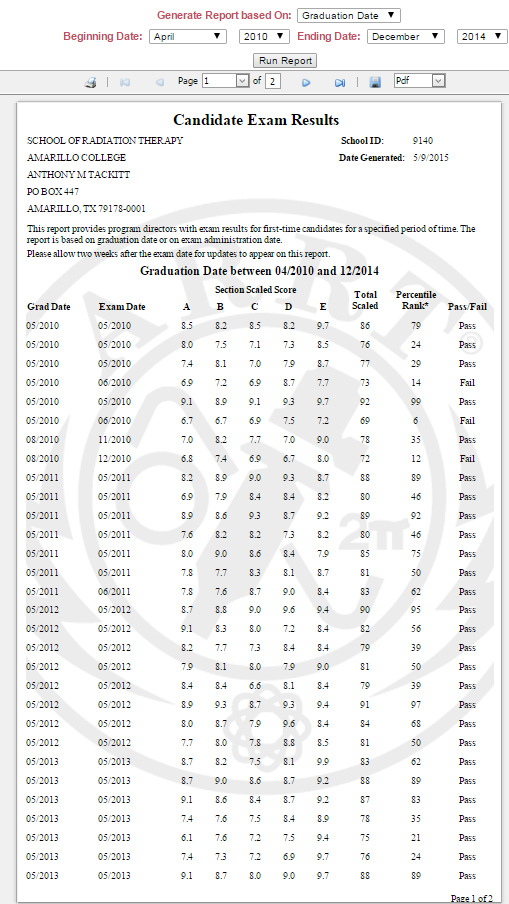 Generate Report based On: Graduation Date
Beginning Date: April 2010 Ending Date: December 2014
Run Report
Page 1 of 2 Pdf
Candidate Exam Results
SCHOOL OF RADIATION THERAPY School ID: 9140
AMARILLO COLLEGE Date Generated: 5/9/2015
ANTHONY M TACKITT
PO BOX 447
AMARILLO, TX 79178-0001
This report provides program directors with exam results for first-time candidates for a specified period of time. The
report is based on graduation date or on exam administration date.
Please allow two weeks after the exam date for updates to appear on this report.
Graduation Date between 04/2010 and 12/2014
Section Scaled Score Total Percentile
Grad Date Exam Date A B C D E Scaled Rank* Pass/Fail
05/2010 05/2010 8.5 8.2 8.5 8.2 9.7 86 79 Pass
05/2010 05/2010 8.0 7.5 7.1 7.3 8.5 76 24 Pass
05/2010 05/2010 7.4 8.1 7.0 7.9 8.7 77 29 Pass
05/2010 06/2010 6.9 7.2 6.9 8.7 7.7 73 14 Fail
05/2010 05/2010 9.1 8.9 9.1 9.3 9.7 92 99 Pass
05/2010 06/2010 6.7 6.7 6.9 7.5 7.2 69 6 Fail
08/2010 11/2010 7.0 8.2 7.7 7.0 9.0 78 35 Pass
08/2010 12/2010 6.8 7.4 6.9 6.7 8.0 72 12 Fail
05/2011 05/2011 8.2 8.9 9.0 9.3 8.7 88 89 Pass
05/2011 05/2011 6.9 7.9 8.4 8.4 8.2 80 46 Pass
05/2011 05/2011 8.9 8.6 9.3 8.7 9.2 89 92 Pass
05/2011 05/2011 7.6 8.2 8.2 7.3 8.2 80 46 Pass
05/2011 05/2011 8.0 9.0 8.6 8.4 7.9 85 75 Pass
05/2011 05/2011 7.8 7.7 8.3 8.1 8.7 81 50 Pass
05/2011 06/2011 7.8 7.6 8.7 9.0 8.4 83 62 Pass
05/2012 05/2012 8.7 8.8 9.0 9.6 9.4 90 95 Pass
05/2012 05/2012 9.1 8.3 8.0 7.2 8.4 82 56 Pass
05/2012 05/2012 8.2 7.7 7.3 8.4 8.4 79 39 Pass
05/2012 05/2012 7.9 8.1 8.0 7.9 9.0 81 50 Pass
05/2012 05/2012 8.4 8.4 6.6 8.1 8.4 79 39 Pass
05/2012 05/2012 8.9 9.3 8.7 9.3 9.4 91 97 Pass
05/2012 05/2012 8.0 8.7 7.9 9.6 8.4 84 68 Pass
05/2012 05/2012 7.7 8.0 7.8 8.8 8.5 81 50 Pass
05/2013 05/2013 8.7 8.2 7.5 8.1 9.9 83 62 Pass
05/2013 05/2013 8.7 9.0 8.6 8.7 9.2 88 89 Pass
05/2013 05/2013 9.1 8.6 8.4 8.7 9.2 87 83 Pass
05/2013 05/2013 7.4 7.6 7.5 8.4 8.9 78 35 Pass
05/2013 05/2013 6.1 7.6 7.2 7.5 9.4 75 21 Pass
05/2013 05/2013 7.4 7.3 7.2 6.9 9.7 76 24 Pass
05/2013 05/2013 9.1 8.7 8.0 9.0 9.7 88 89 Pass
Page 1 of 2